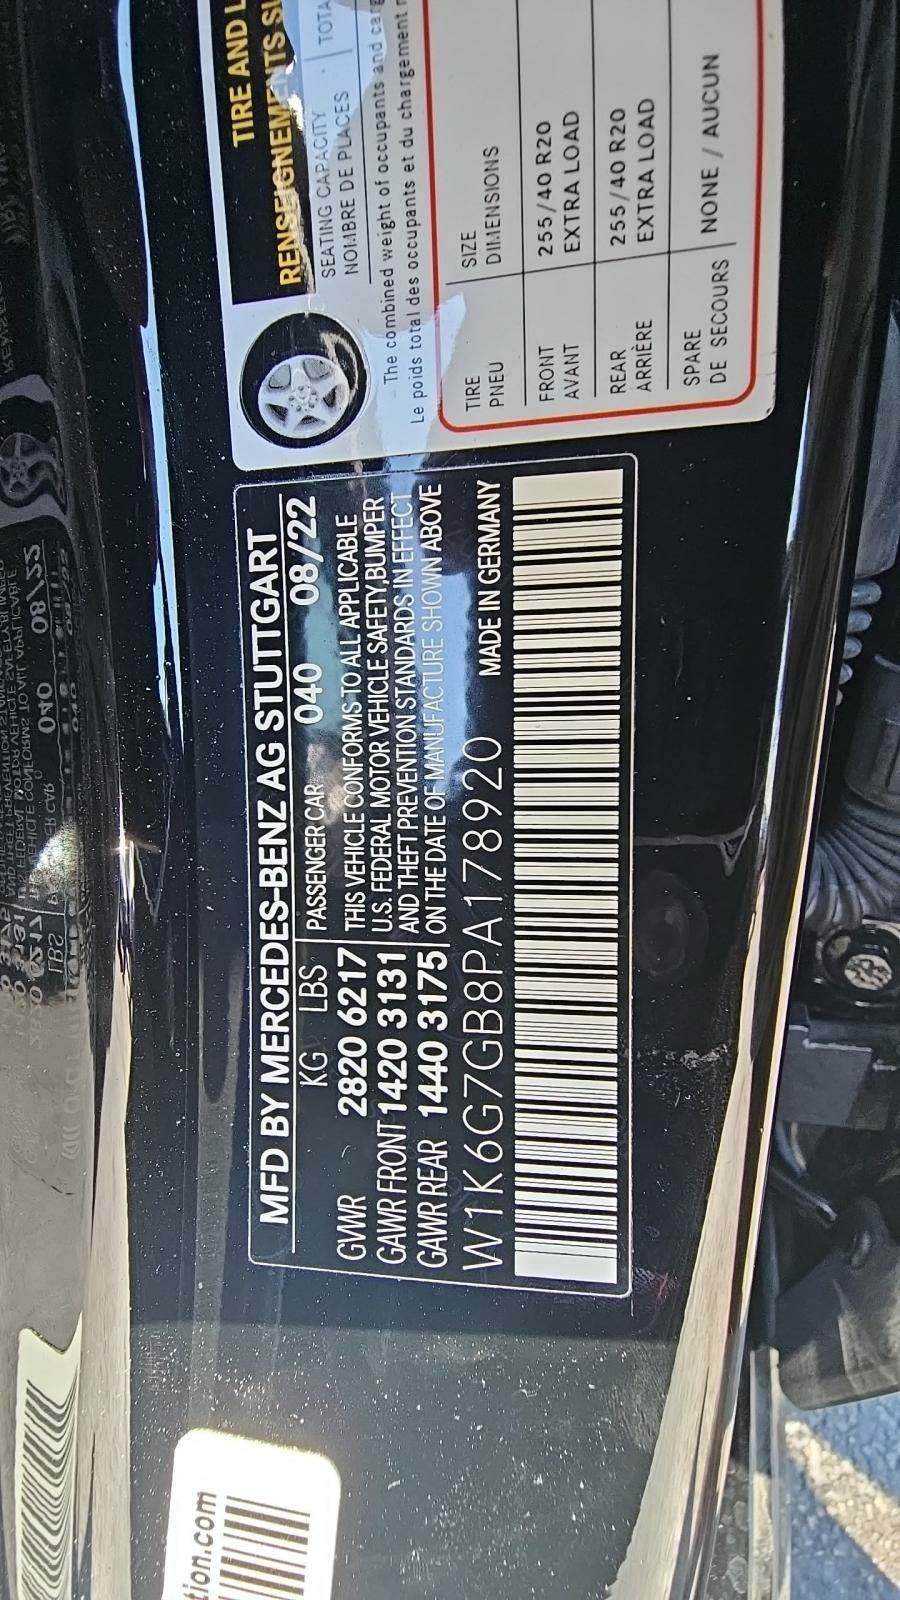 MFD BY MERCEDES-BENZ AG STUTTGART
KG LBS PASSENGER CAR 040 040 08/22
GVWR 2820 6217 THIS VEHICLE CONFORMS TO ALL APPLICABLE
GAWR FRONT 1420 3131 U.S. FEDERAL MOTOR VEHICLE SAFETY, BUMPER
AND THEFT PREVENTION STANDARDS IN EFFECT
GAWR REAR 1440 3175 ON THE DATE OF MANUFACTURE SHOWN ABOVE
W1K6G7GB8PA178920 MADE IN GERMANY
TIRE AND
RENSEIGNEMENTS
SEATING CAPACITY
NOMBRE DE PLACES
The combined weight of occupants and
Le poids total des occupants et du chargement
TIRE SIZE
PNEU DIMENSIONS
FRONT 255/40 R20
AVANT EXTRA LOAD
REAR 255/40 R20
ARRIÈRE EXTRA LOAD
SPARE NONE / AUCUN
DE SECOURS
tion.com